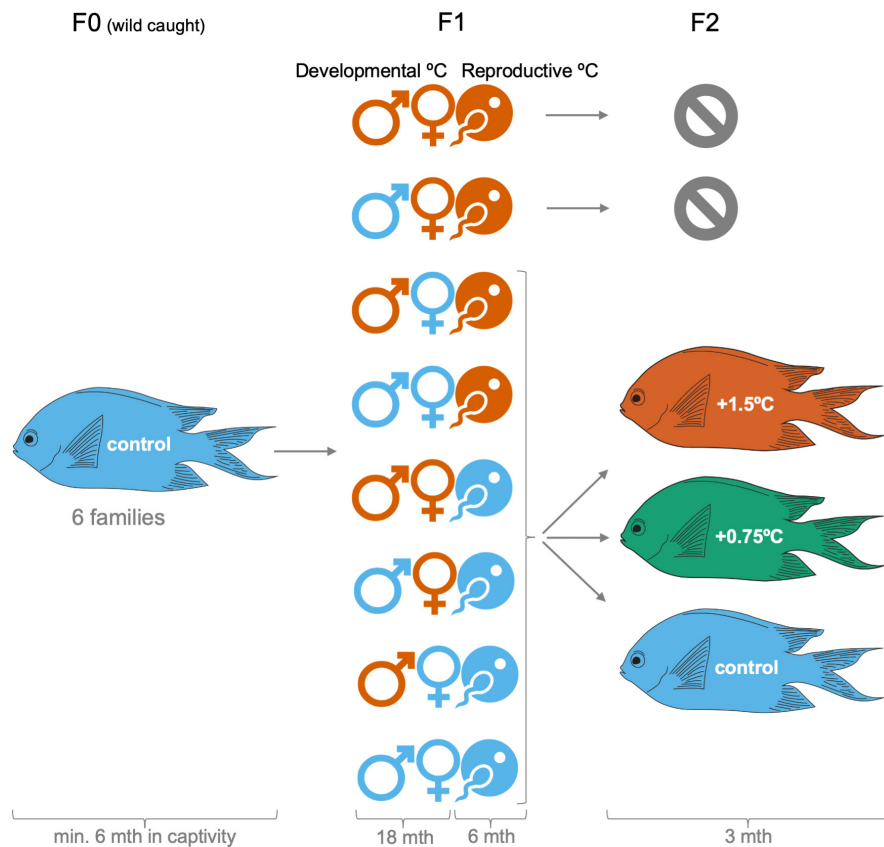 F0 (wild caught)
F1
F2
Developmental ºC
Reproductive ºC
control
6 families
+1.5ºC
+0.75ºC
control
min. 6 mth in captivity
18 mth
6 mth
3 mth